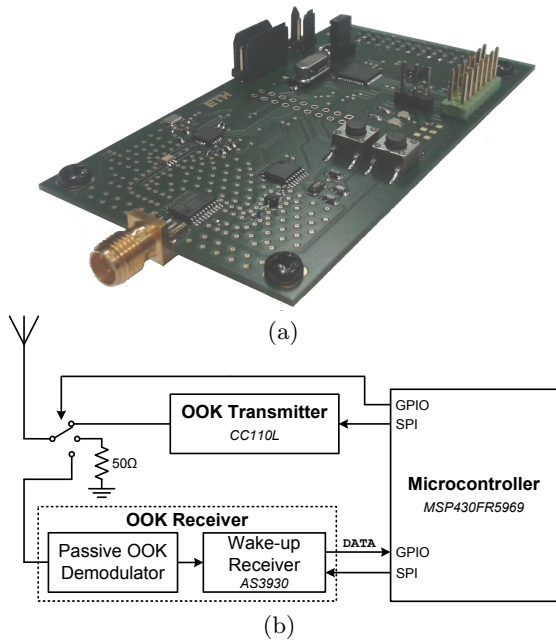 ETH
(a)
OOK Transmitter
CC110L
GPIO
SPI
50Ω
Microcontroller
MSP430FR5969
OOK Receiver
Passive OOK
Demodulator
Wake-up
Receiver
AS3930
DATA
GPIO
SPI
(b)